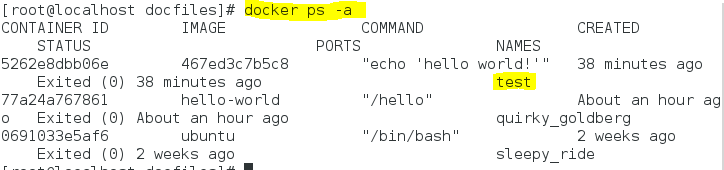 [root@localhost docfiles]# docker ps -a
CONTAINER ID IMAGE COMMAND CREATED
STATUS PORTS NAMES
5262e8dbb06e 467ed3c7b5c8 "echo 'hello world!'" 38 minutes ago
Exited (0) 38 minutes ago test
77a24a767861 hello-world "/hello" About an hour ag
o Exited (0) About an hour ago quirky_goldberg
0691033e5af6 ubuntu "/bin/bash" 2 weeks ago
Exited (0) 2 weeks ago sleepy_ride
[root@localhost docfiles]#